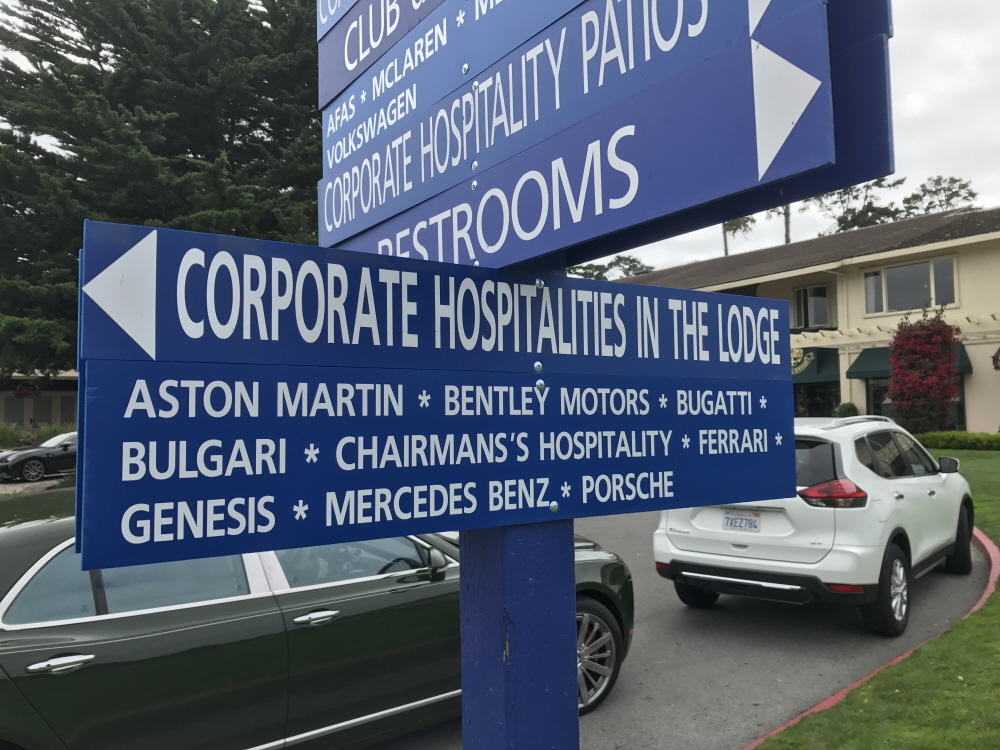 CLUB
AFAS * MCLAREN *
VOLKSWAGEN
CORPORATE HOSPITALITY PATIOS
RESTROOMS
CORPORATE HOSPITALITIES IN THE LODGE
ASTON MARTIN * BENTLEY MOTORS * BUGATTI *
BULGARI * CHAIRMANS'S HOSPITALITY * FERRARI *
GENESIS * MERCEDES BENZ * PORSCHE
7XEZ784